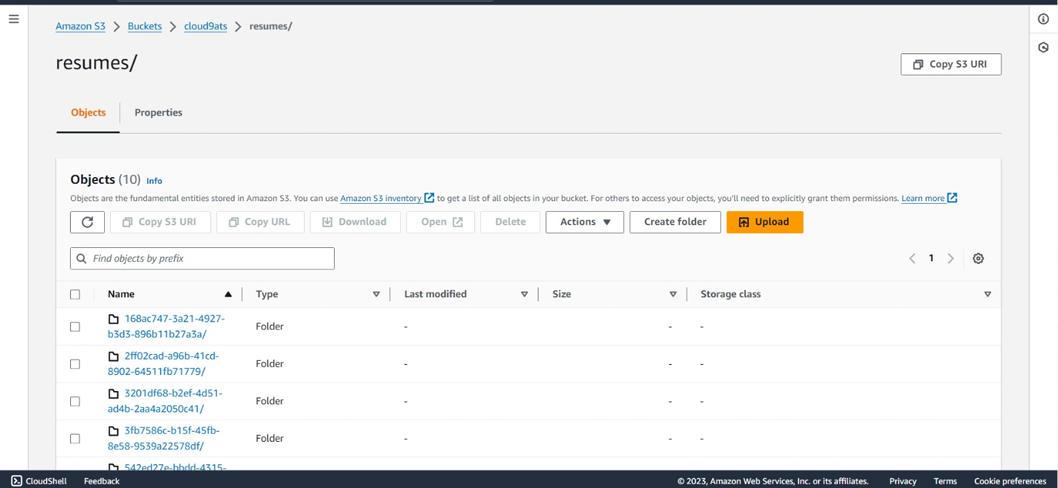 Amazon S3 > Buckets > cloud9ats > resumes/
resumes/
Copy S3 URI
Objects Properties
Objects (10) Info
Objects are the fundamental entities stored in Amazon S3. You can use Amazon S3 inventory to get a list of all objects in your bucket. For others to access your objects, you'll need to explicitly grant them permissions. Learn more
Copy S3 URI Copy URL Download Open Delete Actions Create folder Upload
Find objects by prefix
1
Name Type Last modified Size Storage class
168ac747-3a21-4927-
b3d3-896b11b27a3a/
Folder - - -
2ff02cad-a96b-41cd-
8902-64511fb71779/
Folder - - -
3201df68-b2ef-4d51-
ad4b-2aa4a2050c41/
Folder - - -
3fb7586c-b15f-45fb-
8e58-9539a22578df/
Folder - - -
542ed27e-bbdd-4315-
CloudShell Feedback © 2023, Amazon Web Services, Inc. or its affiliates. Privacy Terms Cookie preferences